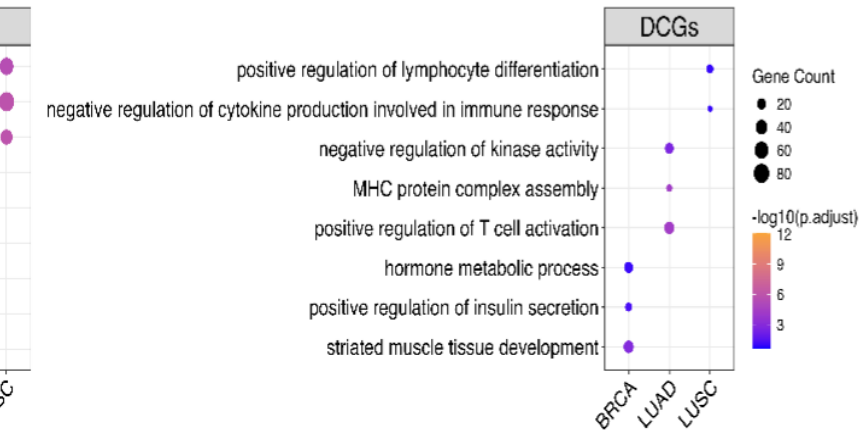 DCGs
positive regulation of lymphocyte differentiation
negative regulation of cytokine production involved in immune response
negative regulation of kinase activity
MHC protein complex assembly
positive regulation of T cell activation
hormone metabolic process
positive regulation of insulin secretion
striated muscle tissue development
BRCA
LUAD
LUSC
Gene Count
20
40
60
80
-log10(p.adjust)
12
9
6
3